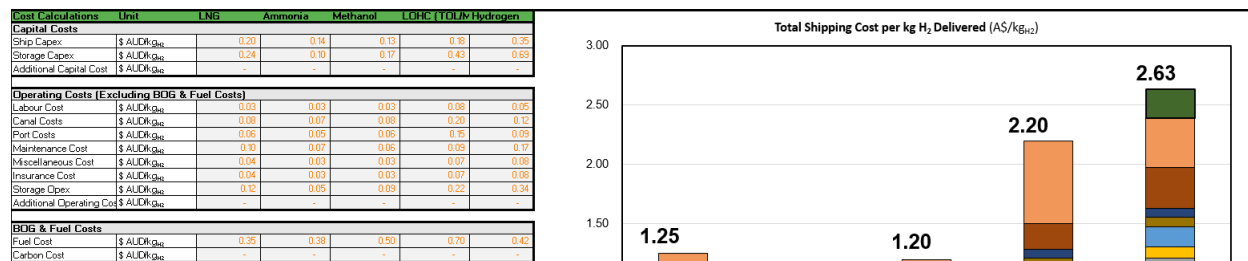 Cost Calculations Unit LNG Ammonia Methanol LOHC (TOL/M Hydrogen
Capital Costs
Ship Capex $ AUD/kgH2 0.20 0.14 0.13 0.18 0.35
Storage Capex $ AUD/kgH2 0.24 0.10 0.17 0.43 0.69
Additional Capital Cost $ AUD/kgH2 - - - - -
Operating Costs (Excluding BOG & Fuel Costs)
Labour Cost $ AUD/kgH2 0.03 0.03 0.03 0.08 0.05
Canal Costs $ AUD/kgH2 0.08 0.07 0.08 0.20 0.12
Port Costs $ AUD/kgH2 0.06 0.05 0.06 0.15 0.09
Maintenance Cost $ AUD/kgH2 0.10 0.07 0.06 0.09 0.17
Miscellaneous Cost $ AUD/kgH2 0.04 0.03 0.03 0.07 0.08
Insurance Cost $ AUD/kgH2 0.04 0.03 0.03 0.07 0.08
Storage Opex $ AUD/kgH2 0.12 0.05 0.09 0.22 0.34
Additional Operating Cos $ AUD/kgH2 - - - - -
BOG & Fuel Costs
Fuel Cost $ AUD/kgH2 0.35 0.38 0.50 0.70 0.42
Carbon Cost $ AUD/kgH2 - - - - -
Total Shipping Cost per kg H2 Delivered (A$/kgH2)
3.00
2.63
2.50
2.20
2.00
1.50
1.25
1.20